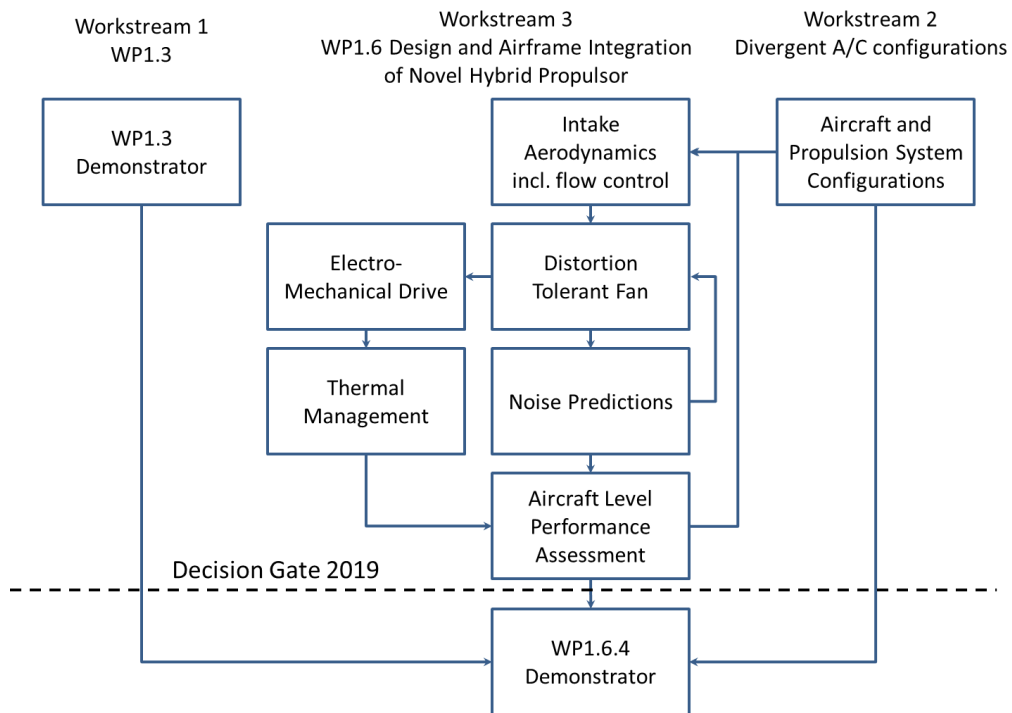 Workstream 1
WP1.3
Workstream 3
WP1.6 Design and Airframe Integration
of Novel Hybrid Propulsor
Workstream 2
Divergent A/C configurations
WP1.3
Demonstrator
Intake
Aerodynamics
incl. flow control
Aircraft and
Propulsion System
Configurations
Electro-
Mechanical Drive
Distortion
Tolerant Fan
Thermal
Management
Noise Predictions
Aircraft Level
Performance
Assessment
Decision Gate 2019
WP1.6.4
Demonstrator